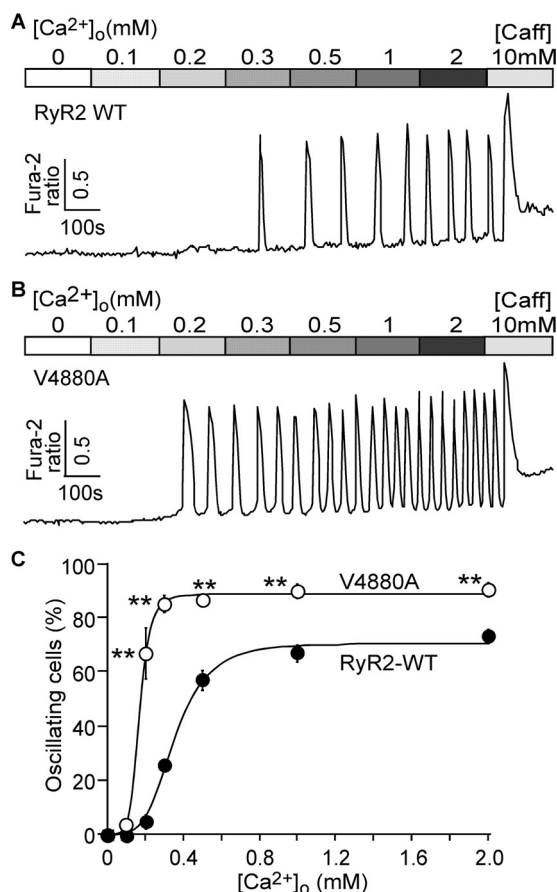 A
[Ca²⁺]ₒ(mM)
[Caff]
0 0.1 0.2 0.3 0.5 1 2 10mM
RyR2 WT
Fura-2
ratio
0.5
100s
B
[Ca²⁺]ₒ(mM)
[Caff]
0 0.1 0.2 0.3 0.5 1 2 10mM
V4880A
Fura-2
ratio
0.5
100s
C
100
80
60
40
20
0
Oscillating cells (%)
** ** ** ** **
V4880A
RyR2-WT
0 0.4 0.8 1.2 1.6 2.0
[Ca²⁺]ₒ (mM)